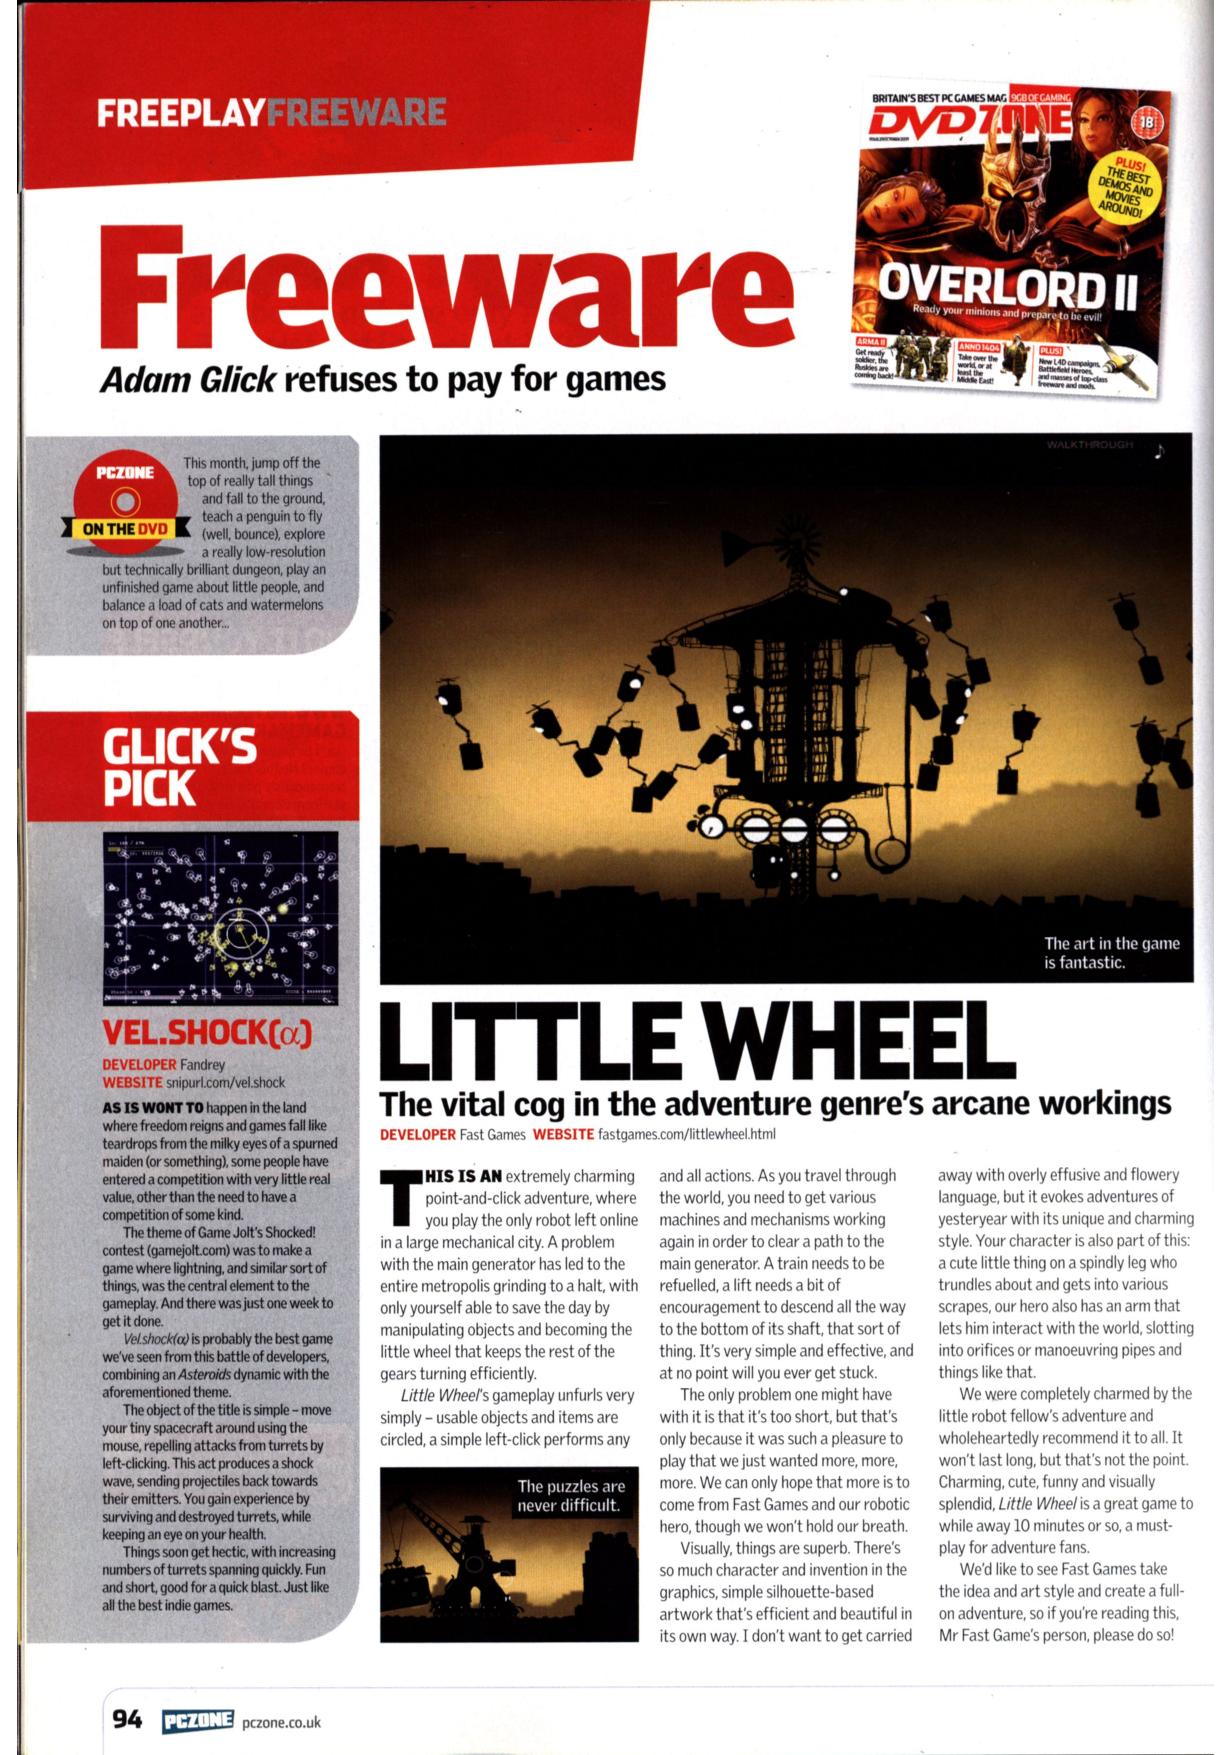 FREEPLAYFREEWARE
BRITAIN'S BEST PC GAMES MAG 9GB OF GAMING
DVD ZONE
18
PLUS!
THE BEST
DEMOS AND
MOVIES
AROUND!
OVERLORD II
Ready your minions and prepare to be evil!
ARMA II
Get ready
soldier, the
Ruskies are
coming back!
ANNO 1404
Take over the
world, or at
least the
Middle East!
PLUS!
New L4D campaigns,
Battlefield Heroes,
and masses of top-class
freeware and mods.
Freeware
Adam Glick refuses to pay for games
PCZONE
ON THE DVD
This month, jump off the
top of really tall things
and fall to the ground,
teach a penguin to fly
(well, bounce), explore
a really low-resolution
but technically brilliant dungeon, play an
unfinished game about little people, and
balance a load of cats and watermelons
on top of one another...
GLICK'S
PICK
VEL.SHOCK(α)
DEVELOPER Fandrey
WEBSITE snipurl.com/vel.shock
AS IS WONT TO happen in the land
where freedom reigns and games fall like
teardrops from the milky eyes of a spurned
maiden (or something), some people have
entered a competition with very little real
value, other than the need to have a
competition of some kind.
The theme of Game Jolt's Shocked!
contest (gamejolt.com) was to make a
game where lightning, and similar sort of
things, was the central element to the
gameplay. And there was just one week to
get it done.
Vel.shock(α) is probably the best game
we've seen from this battle of developers,
combining an Asteroids dynamic with the
aforementioned theme.
The object of the title is simple – move
your tiny spacecraft around using the
mouse, repelling attacks from turrets by
left-clicking. This act produces a shock
wave, sending projectiles back towards
their emitters. You gain experience by
surviving and destroyed turrets, while
keeping an eye on your health.
Things soon get hectic, with increasing
numbers of turrets spanning quickly. Fun
and short, good for a quick blast. Just like
all the best indie games.
WALKTHROUGH
The art in the game
is fantastic.
LITTLE WHEEL
The vital cog in the adventure genre's arcane workings
DEVELOPER Fast Games WEBSITE fastgames.com/littlewheel.html
THIS IS AN extremely charming
point-and-click adventure, where
you play the only robot left online
in a large mechanical city. A problem
with the main generator has led to the
entire metropolis grinding to a halt, with
only yourself able to save the day by
manipulating objects and becoming the
little wheel that keeps the rest of the
gears turning efficiently.
Little Wheel's gameplay unfurls very
simply – usable objects and items are
circled, a simple left-click performs any
The puzzles are
never difficult.
and all actions. As you travel through
the world, you need to get various
machines and mechanisms working
again in order to clear a path to the
main generator. A train needs to be
refuelled, a lift needs a bit of
encouragement to descend all the way
to the bottom of its shaft, that sort of
thing. It's very simple and effective, and
at no point will you ever get stuck.
The only problem one might have
with it is that it's too short, but that's
only because it was such a pleasure to
play that we just wanted more, more,
more. We can only hope that more is to
come from Fast Games and our robotic
hero, though we won't hold our breath.
Visually, things are superb. There's
so much character and invention in the
graphics, simple silhouette-based
artwork that's efficient and beautiful in
its own way. I don't want to get carried
away with overly effusive and flowery
language, but it evokes adventures of
yesteryear with its unique and charming
style. Your character is also part of this:
a cute little thing on a spindly leg who
trundles about and gets into various
scrapes, our hero also has an arm that
lets him interact with the world, slotting
into orifices or manoeuvring pipes and
things like that.
We were completely charmed by the
little robot fellow's adventure and
wholeheartedly recommend it to all. It
won't last long, but that's not the point.
Charming, cute, funny and visually
splendid, Little Wheel is a great game to
while away 10 minutes or so, a must-
play for adventure fans.
We'd like to see Fast Games take
the idea and art style and create a full-
on adventure, so if you're reading this,
Mr Fast Game's person, please do so!
94 PCZONE pczone.co.uk